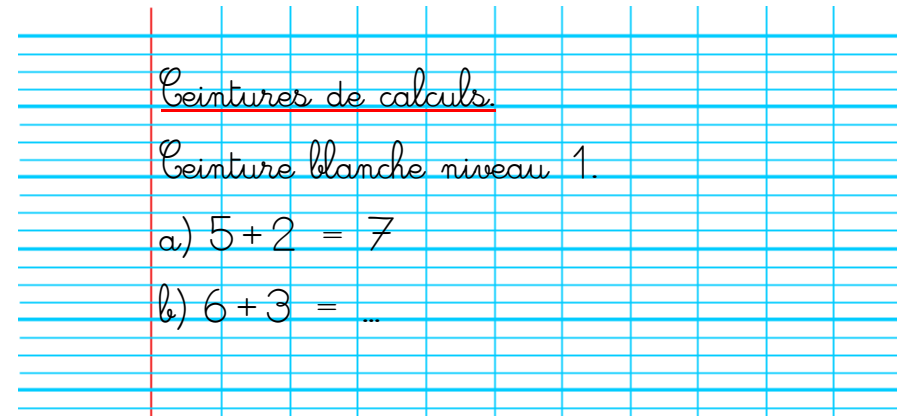 Ceintures de calculs.
Ceinture blanche niveau 1.
a) 5 + 2 = 7
b) 6 + 3 = ...